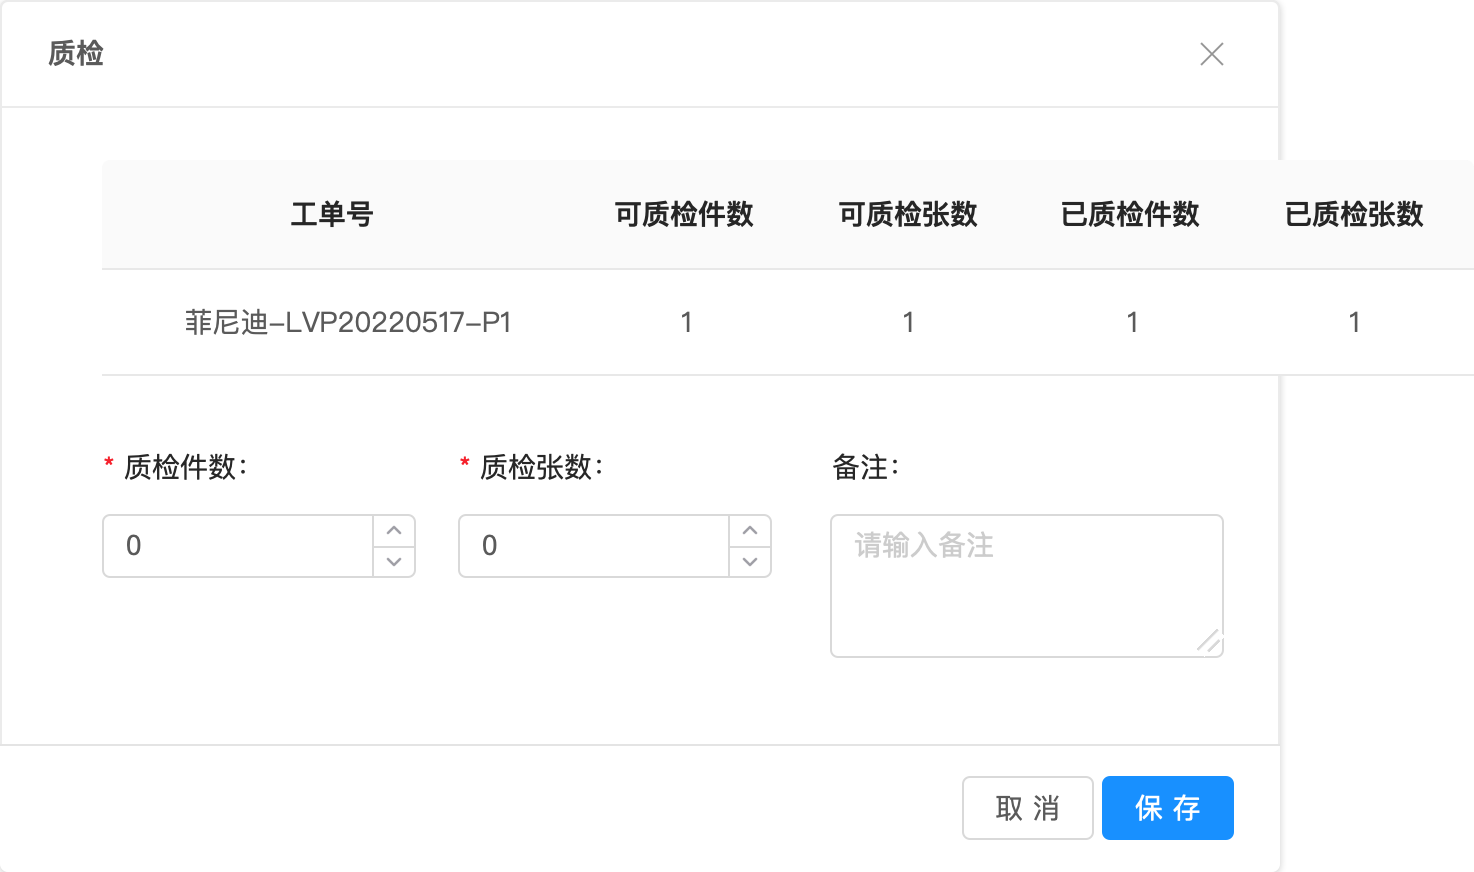 质检
工单号 可质检件数 可质检张数 已质检件数 已质检张数
菲尼迪-LVP20220517-P1 1 1 1 1
* 质检件数: * 质检张数: 备注:
0 0 请输入备注
取 消 保 存